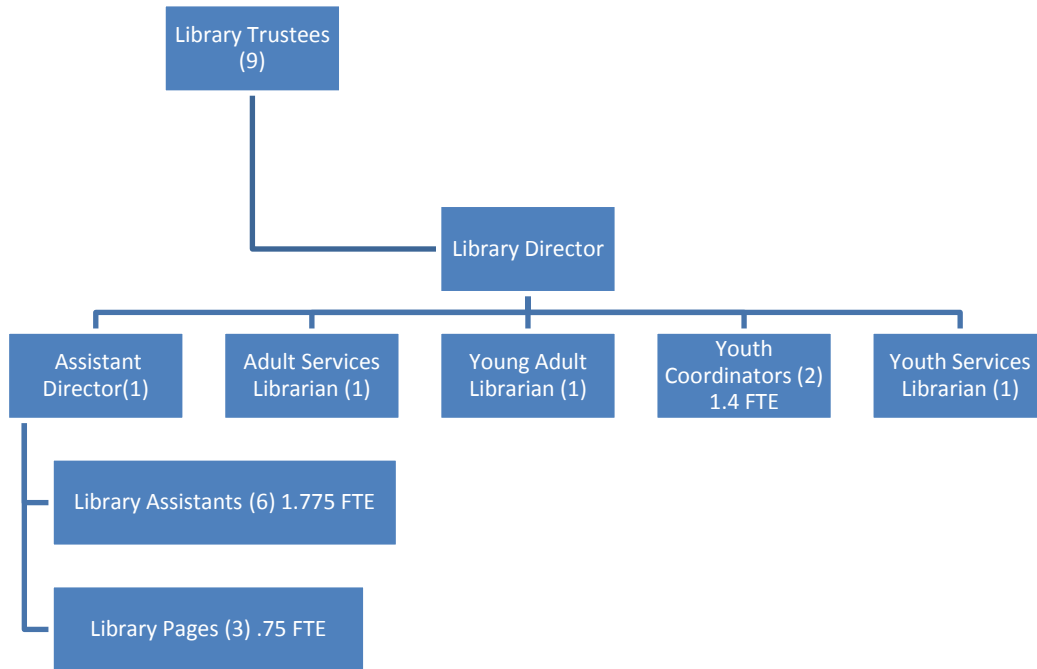 Library Trustees
(9)
Library Director
Assistant
Director(1)
Adult Services
Librarian (1)
Young Adult
Librarian (1)
Youth
Coordinators (2)
1.4 FTE
Youth Services
Librarian (1)
Library Assistants (6) 1.775 FTE
Library Pages (3) .75 FTE